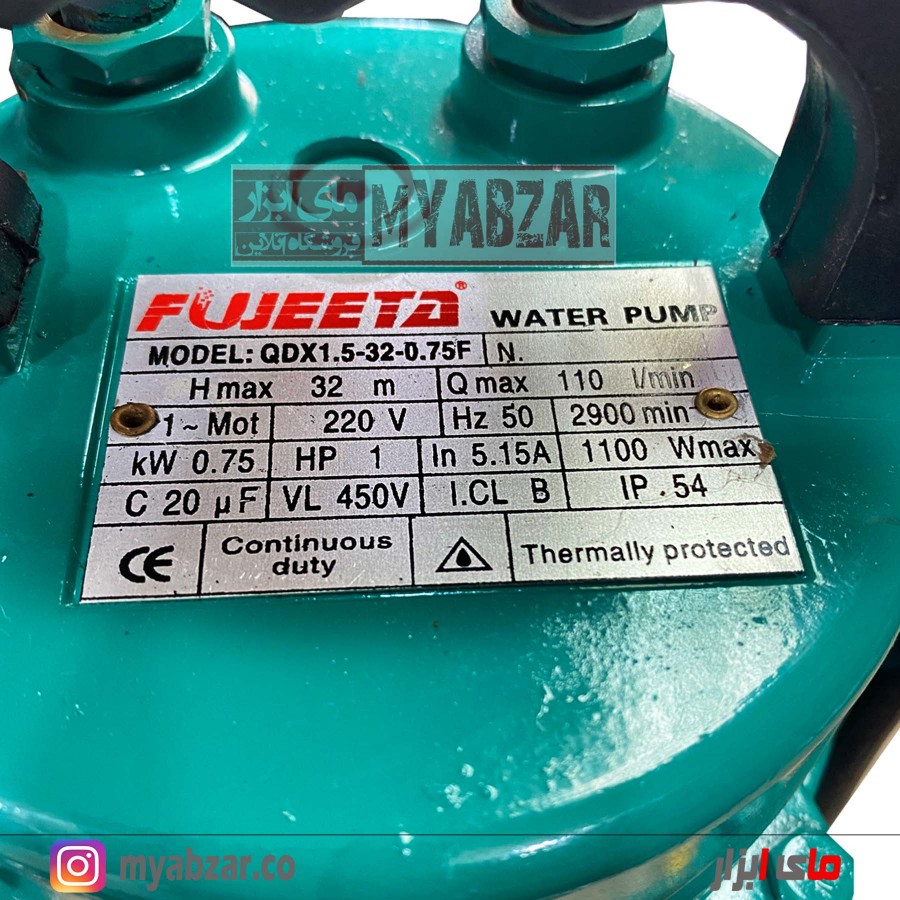 مای ابزار
فروشگاه آنلاین
MYABZAR
FUJEETA® WATER PUMP
MODEL: QDX1.5-32-0.75F N.
H max 32 m Q max 110 l/min
1~Mot 220 V Hz 50 2900 min
kW 0.75 HP 1 In 5.15A 1100 Wmax
C 20 µF VL 450V I.CL B IP.54
CE Continuous duty Thermally protected
myabzar.co
مای ابزار